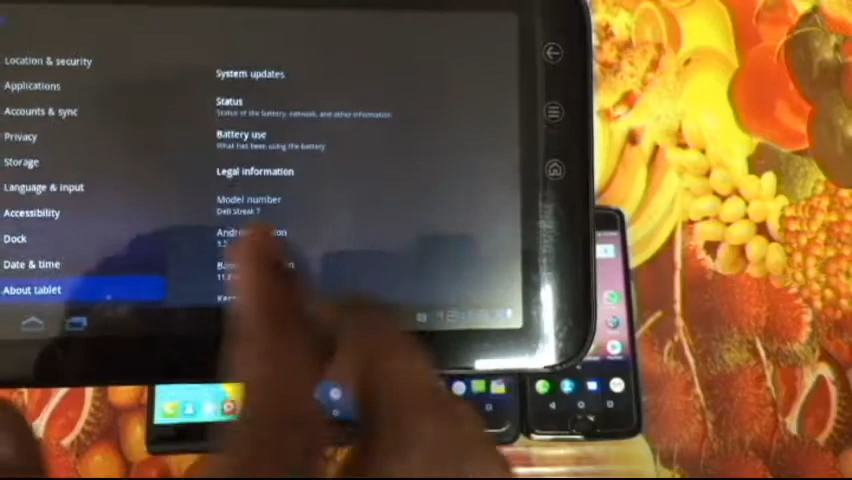 Location & security
Applications
Accounts & sync
Privacy
Storage
Language & input
Accessibility
Dock
Date & time
About tablet
System updates
Status
Status of the battery, network, and other information
Battery use
What has been using the battery
Legal information
Model number
Dell Streak 7